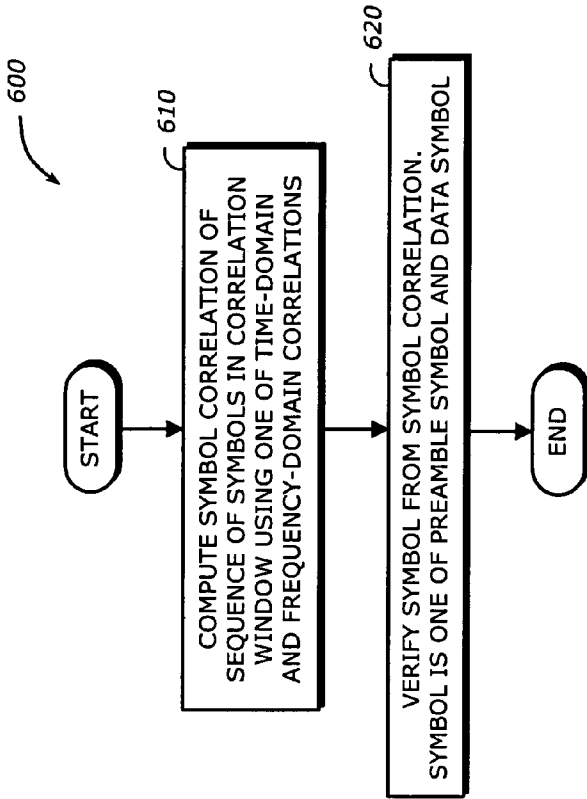 600
START
610
COMPUTE SYMBOL CORRELATION OF
SEQUENCE OF SYMBOLS IN CORRELATION
WINDOW USING ONE OF TIME-DOMAIN
AND FREQUENCY-DOMAIN CORRELATIONS
620
VERIFY SYMBOL FROM SYMBOL CORRELATION.
SYMBOL IS ONE OF PREAMBLE SYMBOL AND DATA SYMBOL
END